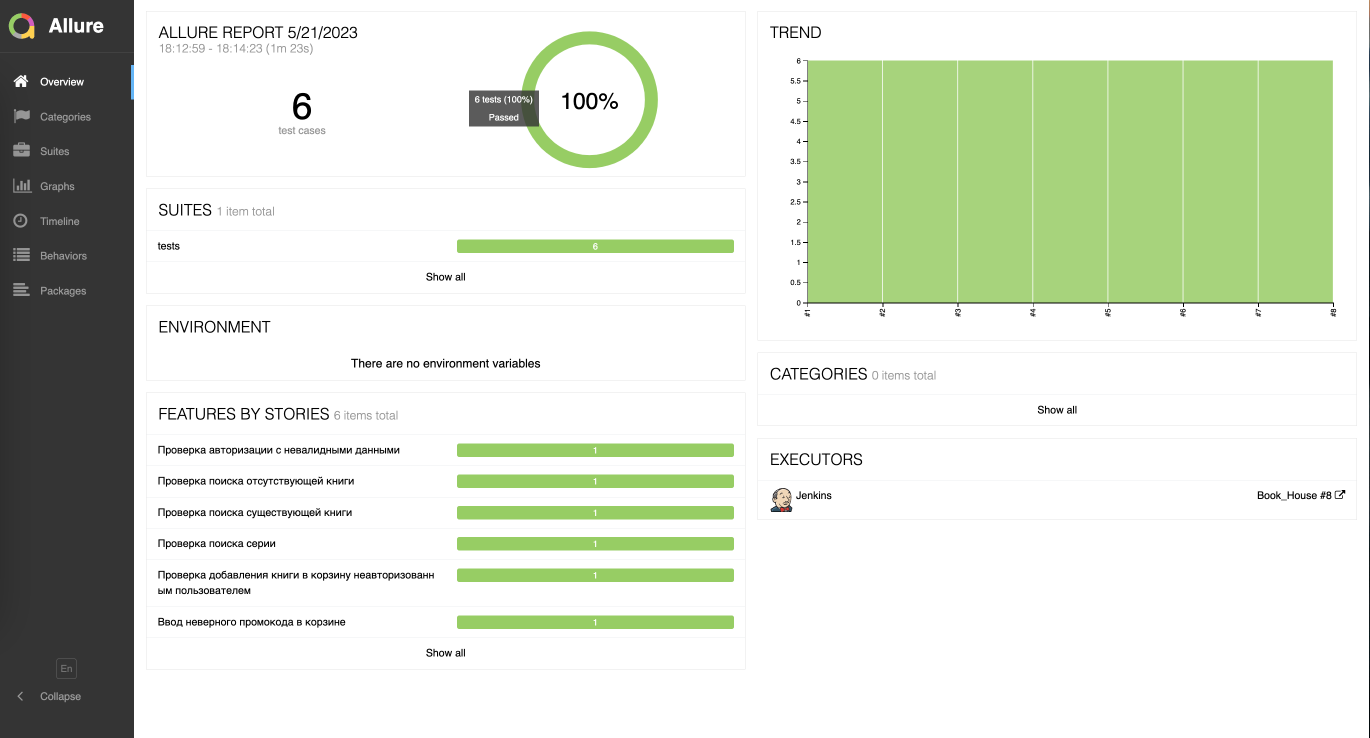 Allure
Overview
Categories
Suites
Graphs
Timeline
Behaviors
Packages
En
Collapse
ALLURE REPORT 5/21/2023
18:12:59 - 18:14:23 (1m 23s)
6
test cases
6 tests (100%)
Passed
100%
SUITES 1 item total
tests 6
Show all
ENVIRONMENT
There are no environment variables
FEATURES BY STORIES 6 items total
Проверка авторизации с невалидными данными 1
Проверка поиска отсутствующей книги 1
Проверка поиска существующей книги 1
Проверка поиска серии 1
Проверка добавления книги в корзину неавторизованн 1
ым пользователем
Ввод неверного промокода в корзине 1
Show all
TREND
6
5.5
5
4.5
4
3.5
3
2.5
2
1.5
1
0.5
0
#1 #2 #3 #4 #5 #6 #7 #8
CATEGORIES 0 items total
Show all
EXECUTORS
Jenkins Book_House #8